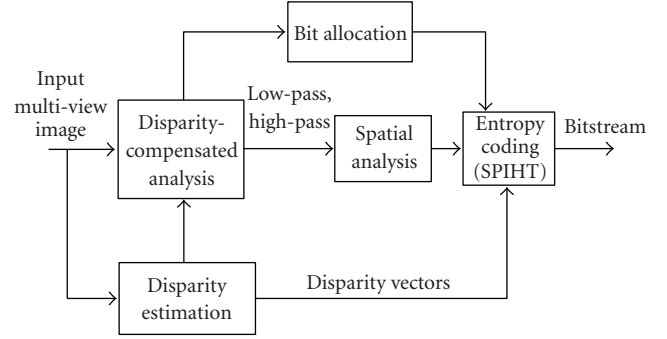 Bit allocation
Input
multi-view
image
Low-pass,
high-pass
Disparity-
compensated
analysis
Spatial
analysis
Entropy
coding
(SPIHT)
Bitstream
Disparity
estimation
Disparity vectors